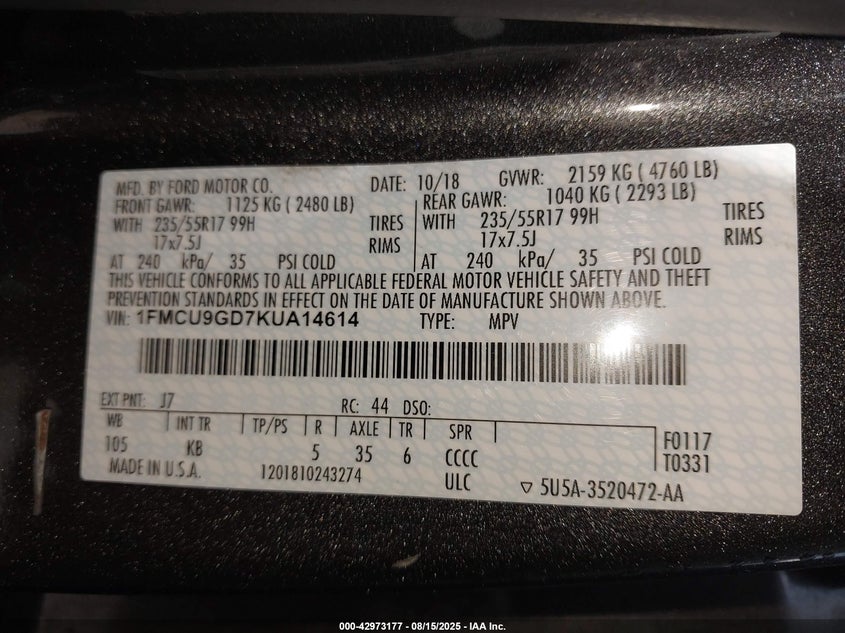 MFD. BY FORD MOTOR CO. DATE: 10/18 GVWR: 2159 KG ( 4760 LB)
FRONT GAWR: 1125 KG ( 2480 LB) REAR GAWR: 1040 KG ( 2293 LB)
WITH 235/55R17 99H TIRES WITH 235/55R17 99H TIRES
17x7.5J RIMS 17x7.5J RIMS
AT 240 kPa/ 35 PSI COLD AT 240 kPa/ 35 PSI COLD
THIS VEHICLE CONFORMS TO ALL APPLICABLE FEDERAL MOTOR VEHICLE SAFETY AND THEFT
PREVENTION STANDARDS IN EFFECT ON THE DATE OF MANUFACTURE SHOWN ABOVE.
VIN: 1FMCU9GD7KUA14614 TYPE: MPV
EXT PNT: J7 RC: 44 DSO:
WB INT TR TP/PS R AXLE TR SPR F0117
105 KB 5 35 6 CCCC T0331
MADE IN U.S.A. 1201810243274 ULC ▽ 5U5A-3520472-AA
000-42973177 - 08/15/2025 - IAA Inc.